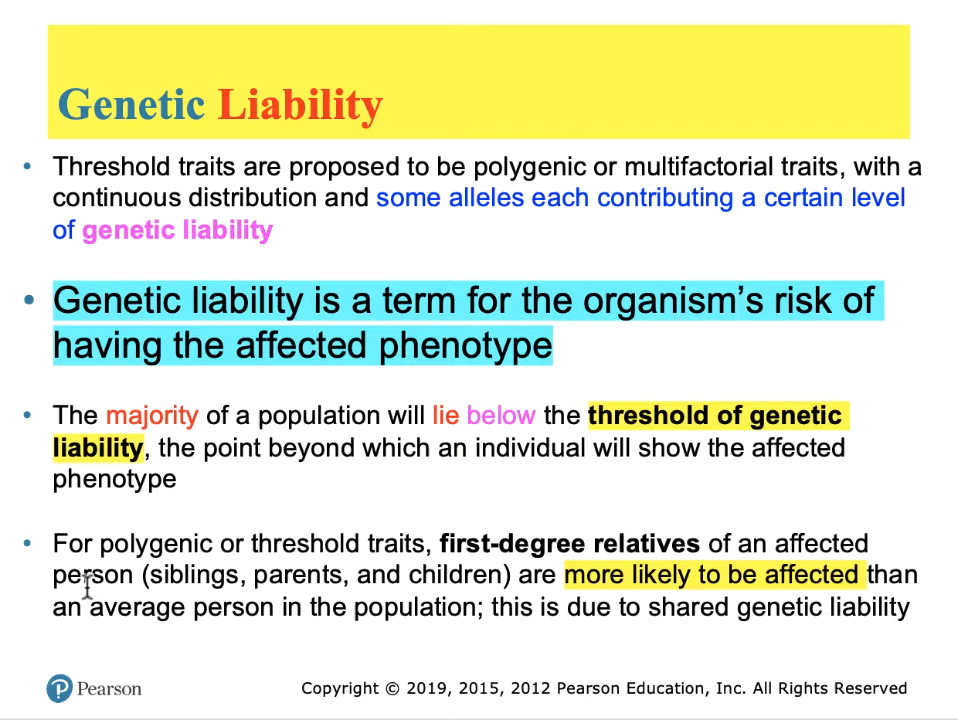 Genetic Liability
• Threshold traits are proposed to be polygenic or multifactorial traits, with a
continuous distribution and some alleles each contributing a certain level
of genetic liability
• Genetic liability is a term for the organism’s risk of
having the affected phenotype
• The majority of a population will lie below the threshold of genetic
liability, the point beyond which an individual will show the affected
phenotype
• For polygenic or threshold traits, first-degree relatives of an affected
person (siblings, parents, and children) are more likely to be affected than
an average person in the population; this is due to shared genetic liability
P Pearson
Copyright © 2019, 2015, 2012 Pearson Education, Inc. All Rights Reserved